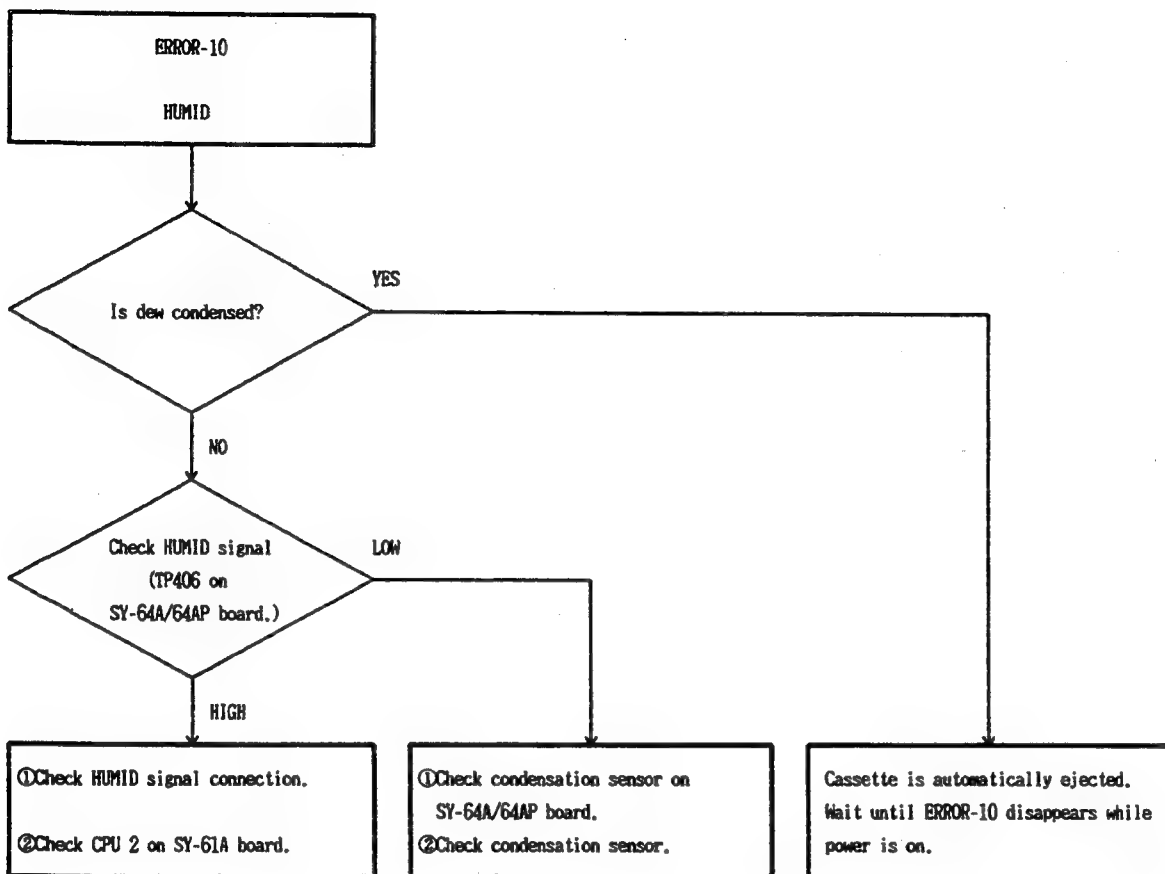 ERROR-10
HUMID
Is dew condensed?
YES
NO
Check HUMID signal
(TP406 on
SY-64A/64AP board.)
LOW
HIGH
①Check HUMID signal connection.
②Check CPU 2 on SY-61A board.
①Check condensation sensor on
SY-64A/64AP board.
②Check condensation sensor.
Cassette is automatically ejected.
Wait until ERROR-10 disappears while
power is on.